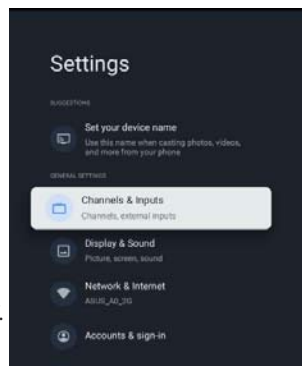 Settings
SUGGESTIONS
Set your device name
Use this name when casting photos, videos,
and more from your phone
GENERAL SETTINGS
Channels & Inputs
Channels, external inputs
Display & Sound
Picture, screen, sound
Network & Internet
ASUS_A0_2G
Accounts & sign-in